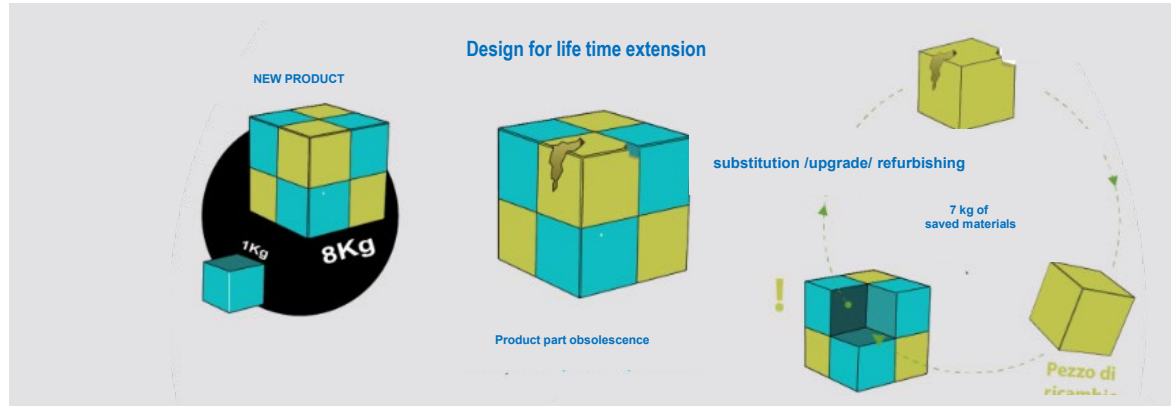 Design for life time extension
NEW PRODUCT
1Kg
8Kg
Product part obsolescence
substitution /upgrade/ refurbishing
7 kg of
saved materials
!
Pezzo di
ricambio